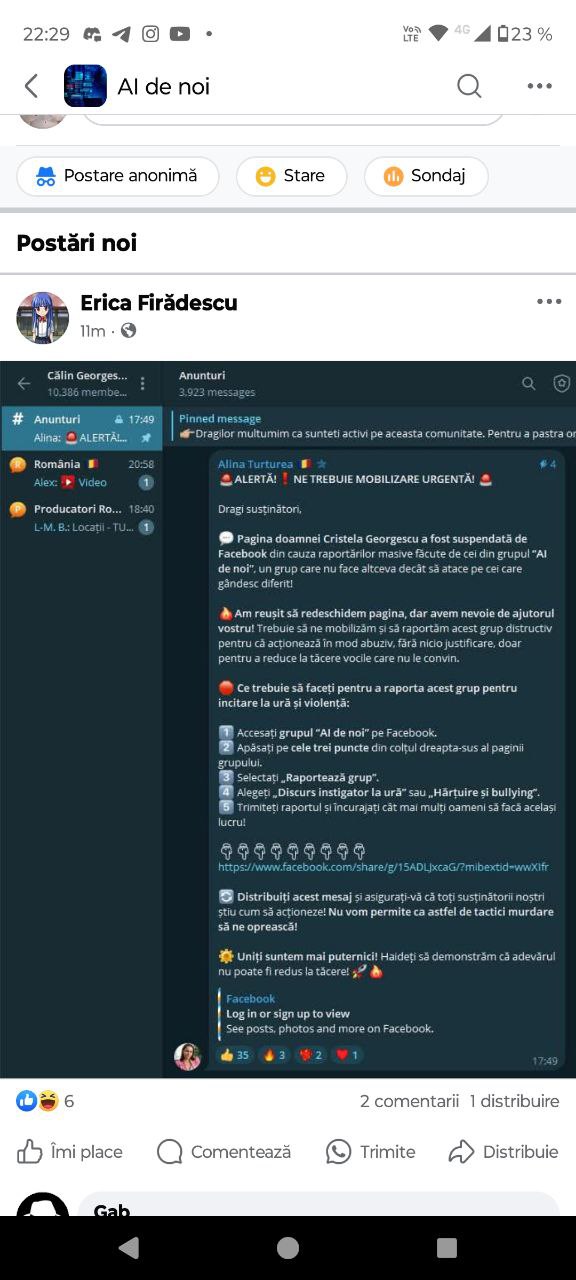 22:29
Vo))
LTE
4G
23 %
AI de noi
Postare anonimă
Stare
Sondaj
Postări noi
Erica Firădescu
11m ·
Călin Georges...
10,386 membe...
# Anunturi 17:49
Alina: 🚨ALERTĂ!...
R
România 🇷🇴 20:58
Alex: ▶️ Video 1
P
Producatori Ro... 18:40
L-M. B.: Locații - TU... 1
Anunturi
3,923 messages
Pinned message
👉Dragilor multumim ca sunteti activi pe aceasta comunitate. Pentru a pastra or
Alina Turturea 🇷🇴 4
🚨ALERTĂ! ❗ NE TREBUIE MOBILIZARE URGENTĂ! 🚨
Dragi susținători,
💬 Pagina doamnei Cristela Georgescu a fost suspendată de
Facebook din cauza raportărilor masive făcute de cei din grupul "AI
de noi", un grup care nu face altceva decât să atace pe cei care
gândesc diferit!
🔥Am reușit să redeschidem pagina, dar avem nevoie de ajutorul
vostru! Trebuie să ne mobilizăm și să raportăm acest grup distructiv
pentru că acționează în mod abuziv, fără nicio justificare, doar
pentru a reduce la tăcere vocile care nu le convin.
🛑 Ce trebuie să faceți pentru a raporta acest grup pentru
incitare la ură și violență:
1️⃣ Accesați grupul "AI de noi" pe Facebook.
2️⃣ Apăsați pe cele trei puncte din colțul dreapta-sus al paginii
grupului.
3️⃣ Selectați „Raportează grup".
4️⃣ Alegeți „Discurs instigator la ură" sau „Hărțuire și bullying".
5️⃣ Trimiteți raportul și încurajați cât mai mulți oameni să facă același
lucru!
👇👇👇👇👇👇👇👇👇
https://www.facebook.com/share/g/15ADLJxcaG/?mibextid=wwXIfr
🔄 Distribuiți acest mesaj și asigurați-vă că toți susținătorii noștri
știu cum să acționeze! Nu vom permite ca astfel de tactici murdare
să ne oprească!
🌞 Uniți suntem mai puternici! Haideți să demonstrăm că adevărul
nu poate fi redus la tăcere! 🚀🔥
Facebook
Log in or sign up to view
See posts, photos and more on Facebook.
👍 35 🔥 3 2 ❤️ 1
17:49
6
2 comentarii 1 distribuire
Îmi place
Comentează
Trimite
Distribuie
Gab